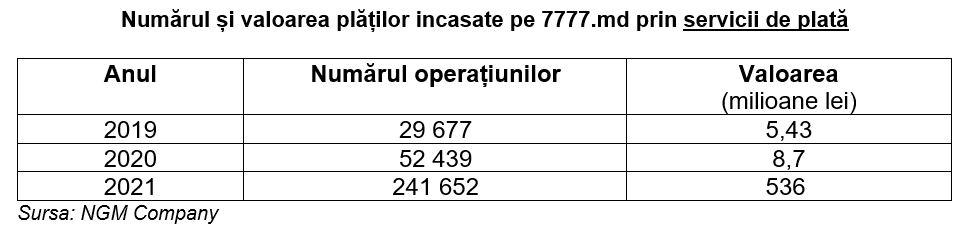 Numărul și valoarea plăților incasate pe 7777.md prin servicii de plată
Anul Numărul operațiunilor Valoarea
(milioane lei)
2019 29 677 5,43
2020 52 439 8,7
2021 241 652 536
Sursa: NGM Company